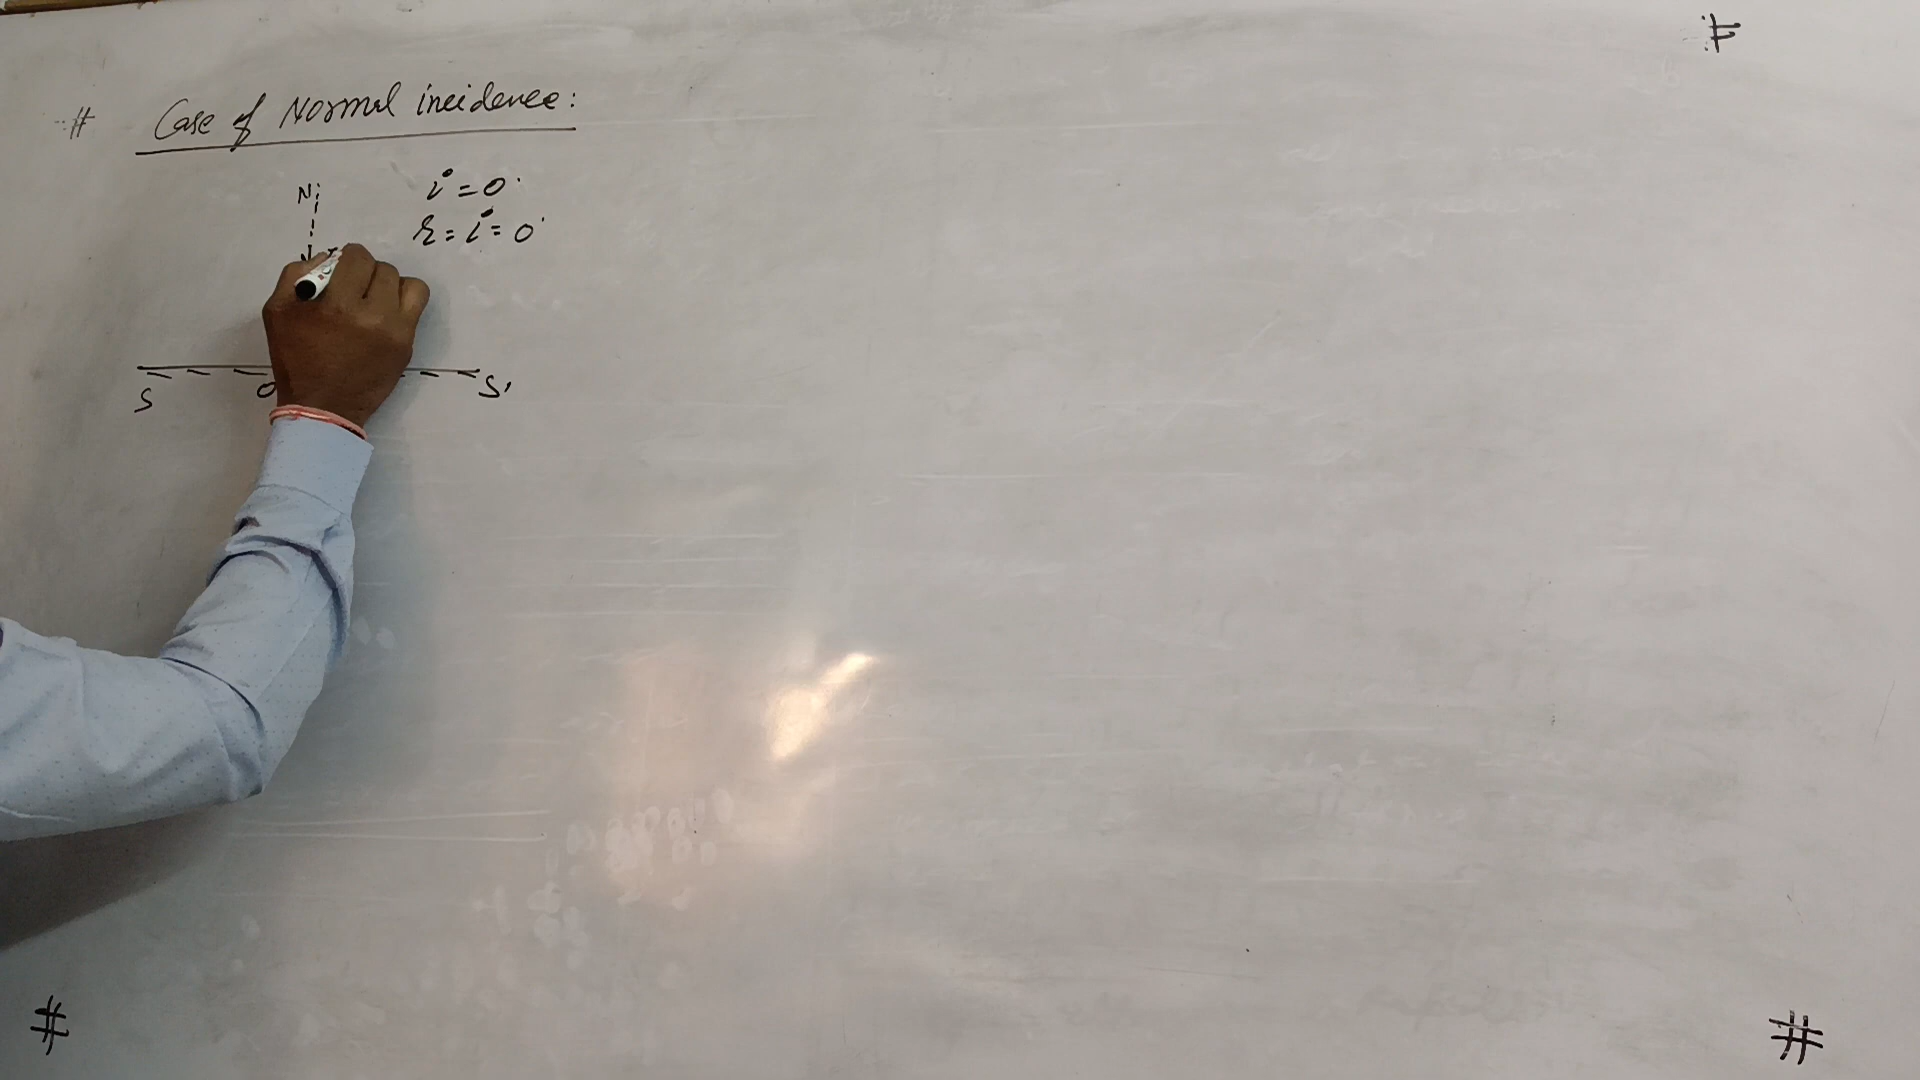 #
# Case of Normal incidence:
N
i = 0°
r = i = 0°
S O S'
# #